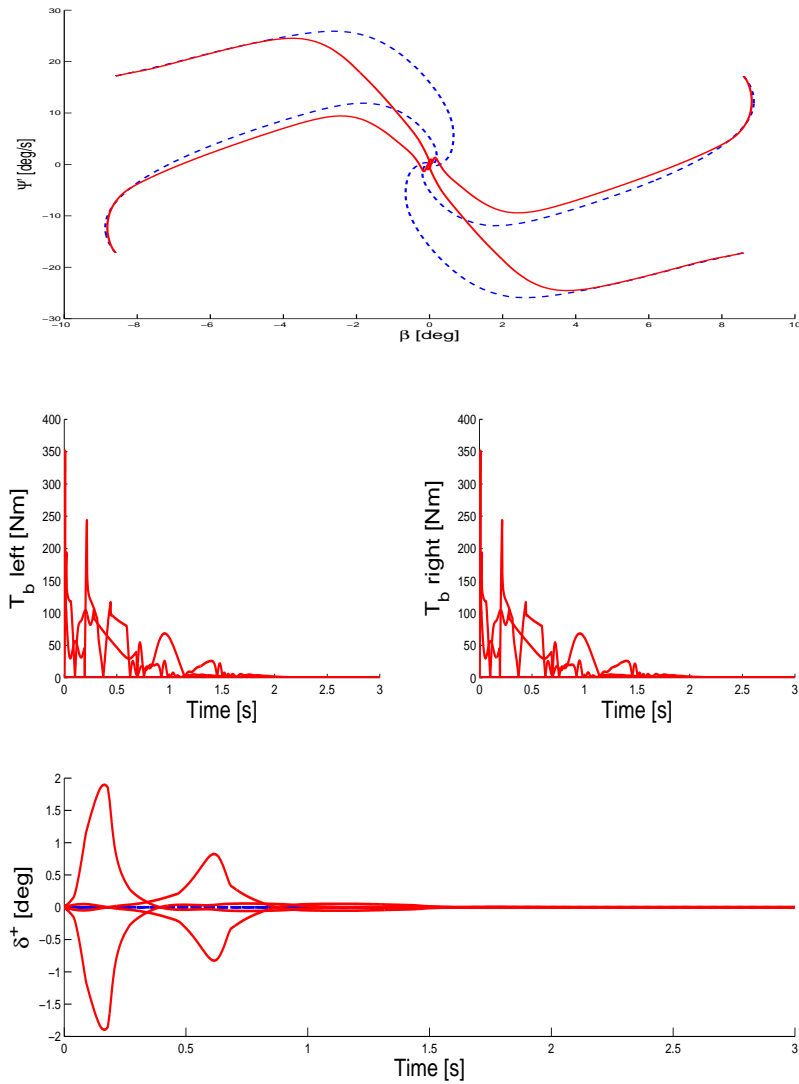 30
20
10
0
−10
−20
−30
Ψ' [deg/s]
−10 −8 −6 −4 −2 0 2 4 6 8 10
β [deg]
400
350
300
250
200
150
100
50
0
T_b left [Nm]
0 0.5 1 1.5 2 2.5 3
Time [s]
400
350
300
250
200
150
100
50
0
T_b right [Nm]
0 0.5 1 1.5 2 2.5 3
Time [s]
2
1.5
1
0.5
0
−0.5
−1
−1.5
−2
δ⁺ [deg]
0 0.5 1 1.5 2 2.5 3
Time [s]